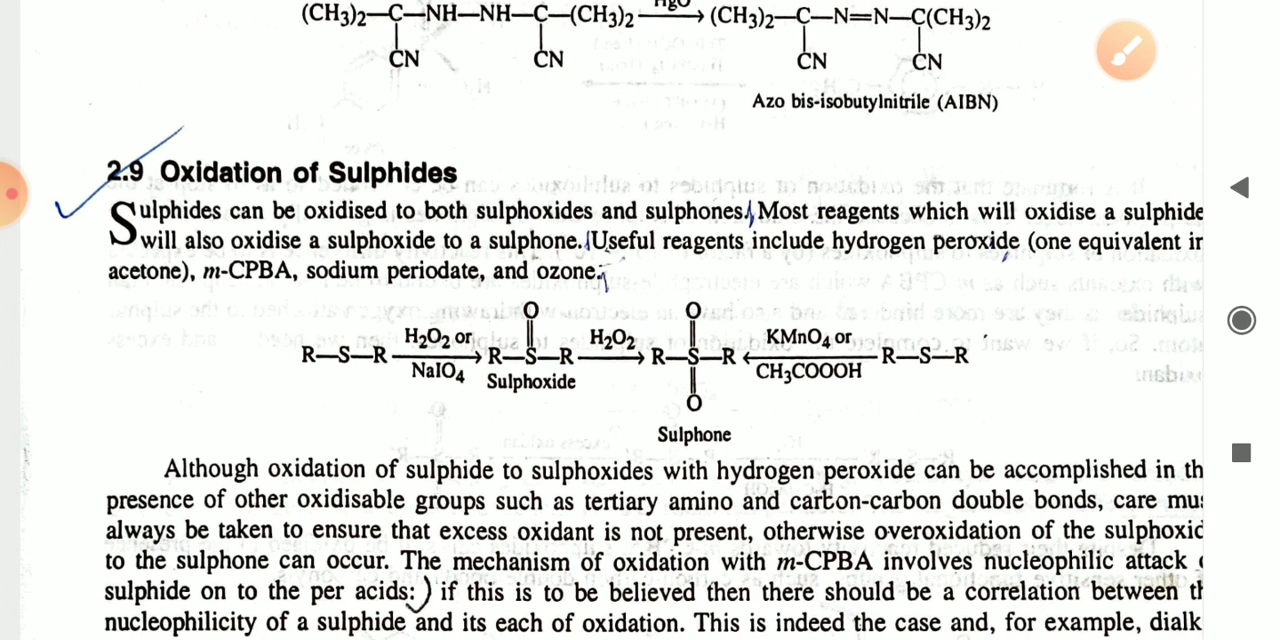 HgO
(CH3)2—C—NH—NH—C—(CH3)2 ⟶ (CH3)2—C—N=N—C(CH3)2
CN CN CN CN
Azo bis-isobutylnitrile (AIBN)
2.9 Oxidation of Sulphides
Sulphides can be oxidised to both sulphoxides and sulphones. Most reagents which will oxidise a sulphide
will also oxidise a sulphoxide to a sulphone. Useful reagents include hydrogen peroxide (one equivalent in
acetone), m-CPBA, sodium periodate, and ozone.
O O
H2O2 or H2O2 KMnO4 or
R—S—R ⟶ R—S—R ⟶ R—S—R ⟵ R—S—R
NaIO4 Sulphoxide CH3COOOH
O
Sulphone
Although oxidation of sulphide to sulphoxides with hydrogen peroxide can be accomplished in th
presence of other oxidisable groups such as tertiary amino and carbon-carbon double bonds, care mus
always be taken to ensure that excess oxidant is not present, otherwise overoxidation of the sulphoxid
to the sulphone can occur. The mechanism of oxidation with m-CPBA involves nucleophilic attack
sulphide on to the per acids: if this is to be believed then there should be a correlation between th
nucleophilicity of a sulphide and its each of oxidation. This is indeed the case and, for example, dialk